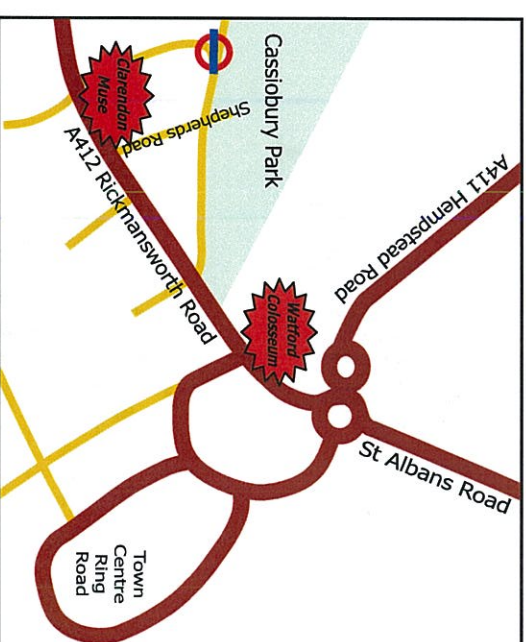 Cassiobury Park
Clarendon
Muse
Shepherds Road
A412 Rickmansworth Road
A411 Hempstead Road
Watford
Colosseum
St Albans Road
Town
Centre
Ring
Road